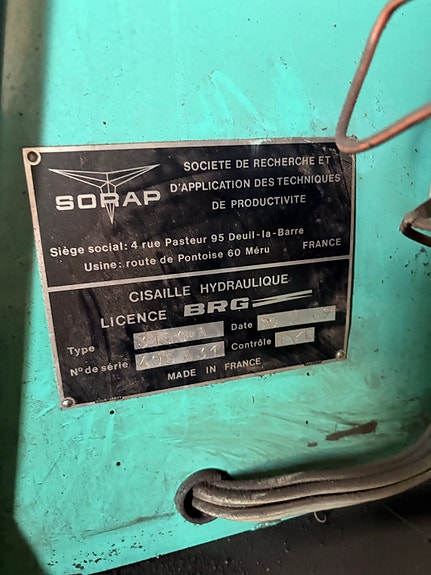 SORAP
SOCIETE DE RECHERCHE ET
D'APPLICATION DES TECHNIQUES
DE PRODUCTIVITE
Siège social: 4 rue Pasteur 95 Deuil-la-Barre
Usine: route de Pontoise 60 Méru FRANCE
CISAILLE HYDRAULIQUE
LICENCE BRG
Type Date
N° de série Contrôle
MADE IN FRANCE